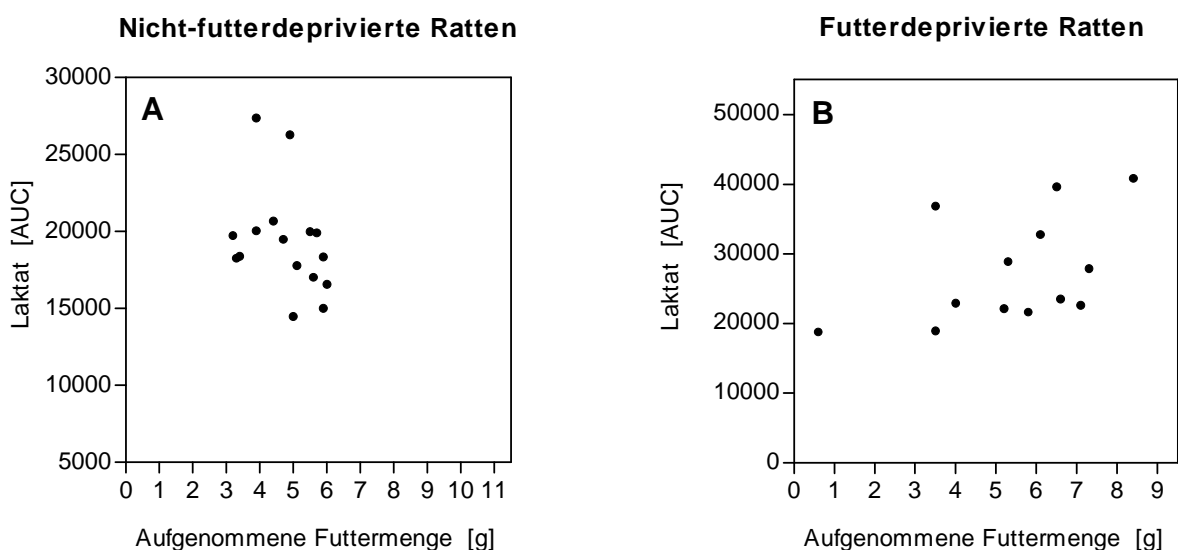 Nicht-futterdeprivierte Ratten
A
30000
25000
20000
15000
10000
5000
Laktat [AUC]
0 1 2 3 4 5 6 7 8 9 10 11
Aufgenommene Futtermenge [g]
Futterdeprivierte Ratten
B
50000
40000
30000
20000
10000
0
Laktat [AUC]
0 1 2 3 4 5 6 7 8 9
Aufgenommene Futtermenge [g]